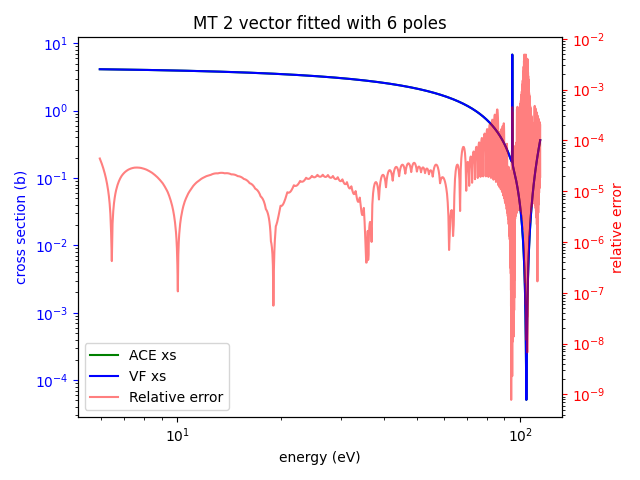 MT 2 vector fitted with 6 poles
10¹
10⁰
10⁻¹
10⁻²
10⁻³
10⁻⁴
cross section (b)
10⁻²
10⁻³
10⁻⁴
10⁻⁵
10⁻⁶
10⁻⁷
10⁻⁸
10⁻⁹
relative error
ACE xs
VF xs
Relative error
10¹
10²
energy (eV)